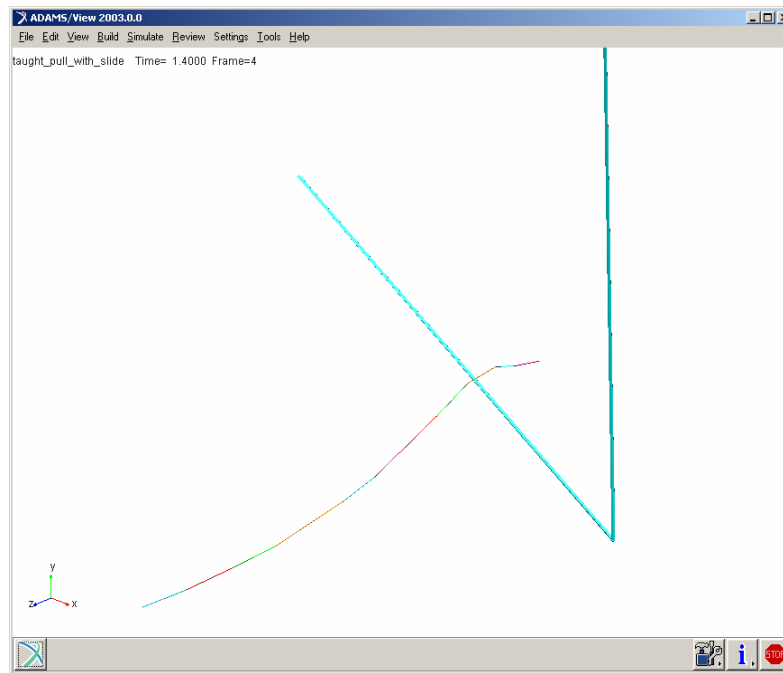 ADAMS/View 2003.0.0
File Edit View Build Simulate Review Settings Tools Help
taught_pull_with_slide Time= 1.4000 Frame=4
y
z x
i
STOP